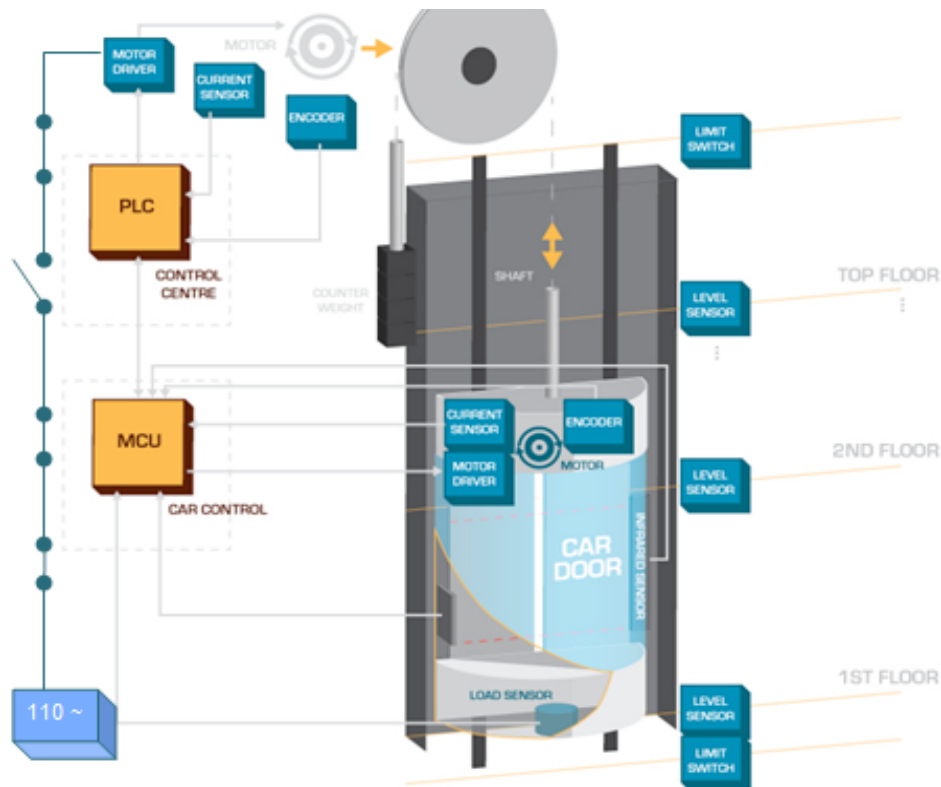 MOTOR
MOTOR
DRIVER
CURRENT
SENSOR
ENCODER
LIMIT
SWITCH
PLC
CONTROL
CENTRE
COUNTER
WEIGHT
SHAFT
TOP FLOOR
LEVEL
SENSOR
MCU
CAR CONTROL
CURRENT
SENSOR
ENCODER
MOTOR
DRIVER
MOTOR
2ND FLOOR
LEVEL
SENSOR
CAR
DOOR
INFRARED SENSOR
1ST FLOOR
LOAD SENSOR
LEVEL
SENSOR
110 ~
LIMIT
SWITCH